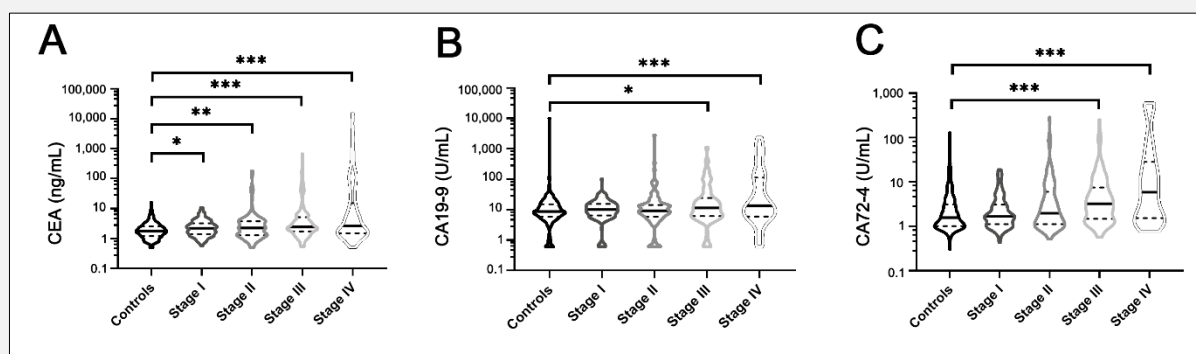 A
***
***
**
*
CEA (ng/mL)
100,000
10,000
1,000
100
10
1
0.1
Controls
Stage I
Stage II
Stage III
Stage IV
B
***
*
CA19-9 (U/mL)
100,000
10,000
1,000
100
10
1
0.1
Controls
Stage I
Stage II
Stage III
Stage IV
C
***
***
CA72-4 (U/mL)
1,000
100
10
1
0.1
Controls
Stage I
Stage II
Stage III
Stage IV